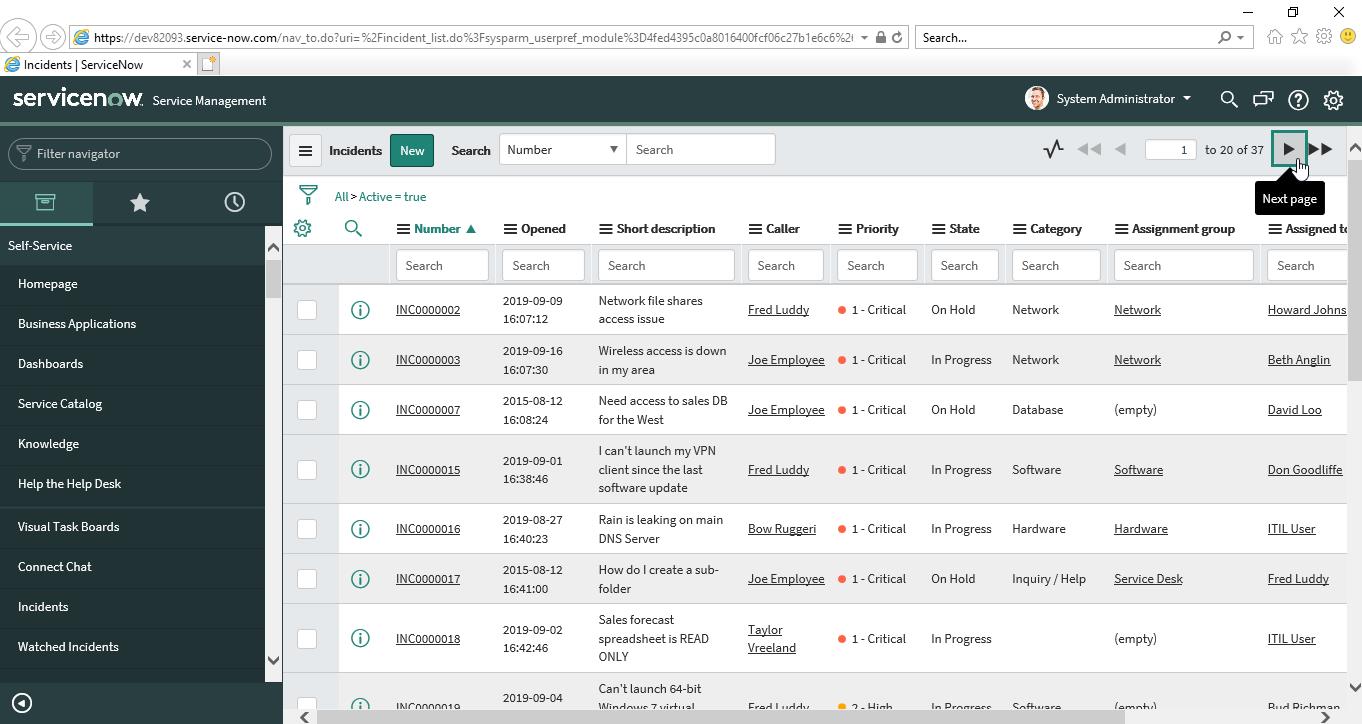 https://dev82093.service-now.com/nav_to.do?uri=%2Fincident_list.do%3Fsysparm_userpref_module%3D4fed4395c0a8016400fcf06c27b1e6c6%2
Search...
Incidents | ServiceNow
servicenow. Service Management
System Administrator
Filter navigator
Incidents
New
Search
Number
Search
1 to 20 of 37
Next page
All > Active = true
Number Opened Short description Caller Priority State Category Assignment group Assigned to
Search Search Search Search Search Search Search Search Search
INC0000002 2019-09-09 16:07:12 Network file shares access issue Fred Luddy 1 - Critical On Hold Network Network Howard Johns
INC0000003 2019-09-16 16:07:30 Wireless access is down in my area Joe Employee 1 - Critical In Progress Network Network Beth Anglin
INC0000007 2015-08-12 16:08:24 Need access to sales DB for the West Joe Employee 1 - Critical On Hold Database (empty) David Loo
INC0000015 2019-09-01 16:38:46 I can't launch my VPN client since the last software update Fred Luddy 1 - Critical In Progress Software Software Don Goodliffe
INC0000016 2019-08-27 16:40:23 Rain is leaking on main DNS Server Bow Ruggeri 1 - Critical In Progress Hardware Hardware ITIL User
INC0000017 2015-08-12 16:41:00 How do I create a sub-folder Joe Employee 1 - Critical On Hold Inquiry / Help Service Desk Fred Luddy
INC0000018 2019-09-02 16:42:46 Sales forecast spreadsheet is READ ONLY Taylor Vreeland 1 - Critical In Progress (empty) ITIL User
INC0000019 2019-09-04 Can't launch 64-bit Windows 7 virtual Fred Luddy 2 - High In Progress Software (empty) Bud Richman
Self-Service
Homepage
Business Applications
Dashboards
Service Catalog
Knowledge
Help the Help Desk
Visual Task Boards
Connect Chat
Incidents
Watched Incidents